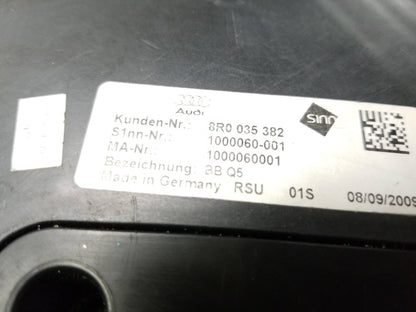 Audi
sinn
Kunden-Nr.: 8R0 035 382
S1nn-Nr.: 1000060-001
MA-Nr.: 1000060001
Bezeichnung: BB Q5
Made in Germany RSU 01S 08/09/2009